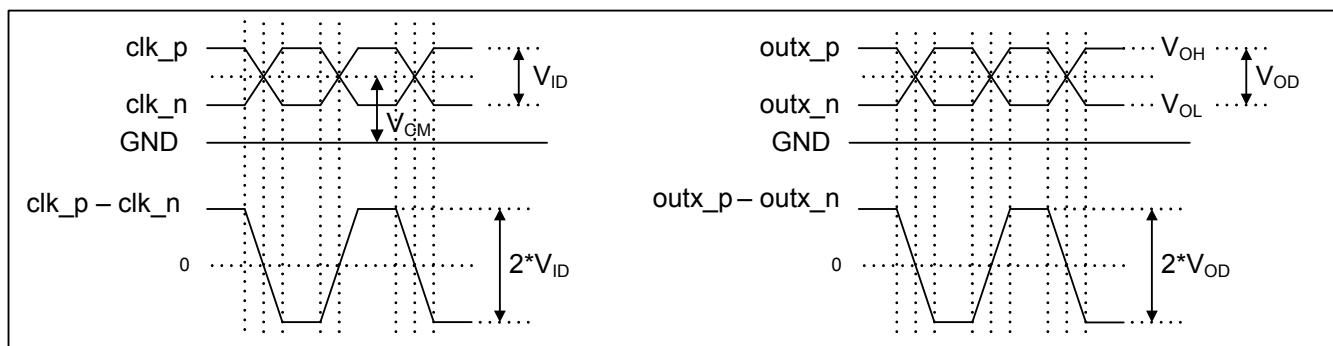 clk_p
clk_n
V_ID
V_CM
GND
clk_p – clk_n
0
2*V_ID
outx_p
outx_n
V_OH
V_OL
V_OD
GND
outx_p – outx_n
0
2*V_OD